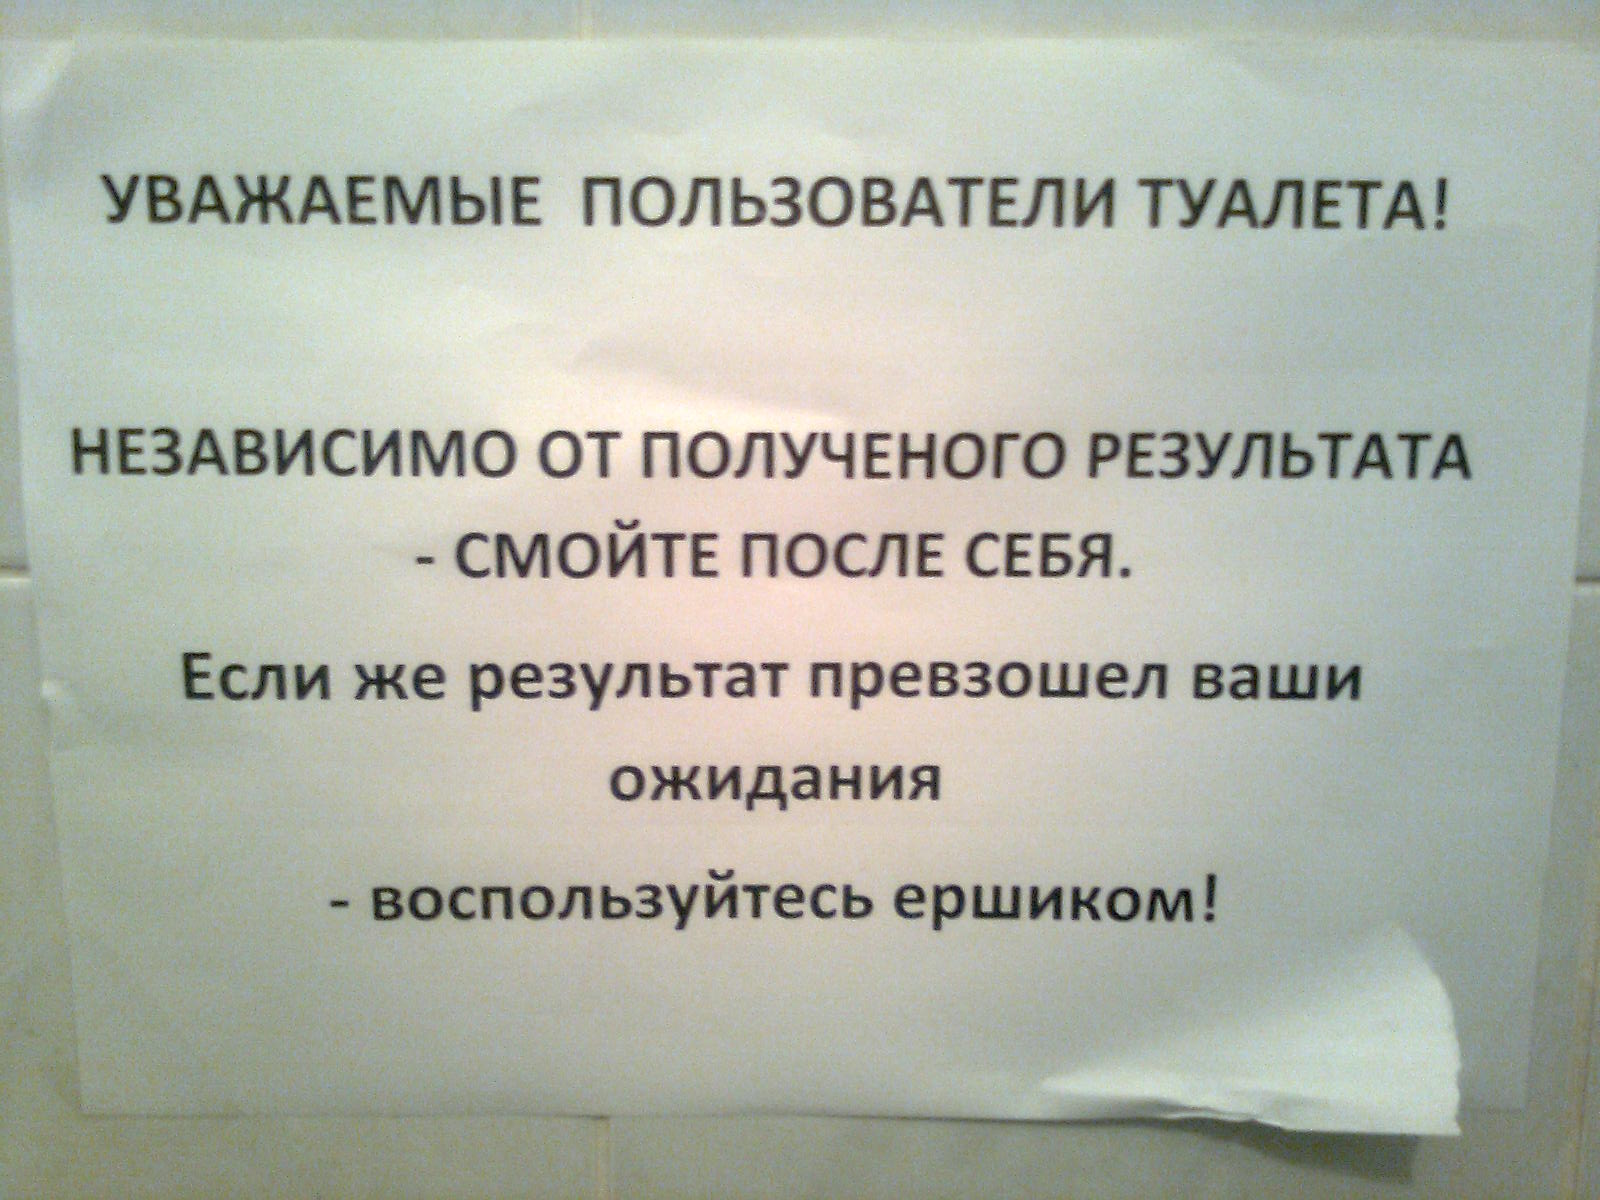 УВАЖАЕМЫЕ ПОЛЬЗОВАТЕЛИ ТУАЛЕТА!
НЕЗАВИСИМО ОТ ПОЛУЧЕНОГО РЕЗУЛЬТАТА
- СМОЙТЕ ПОСЛЕ СЕБЯ.
Если же результат превзошел ваши
ожидания
- воспользуйтесь ершиком!